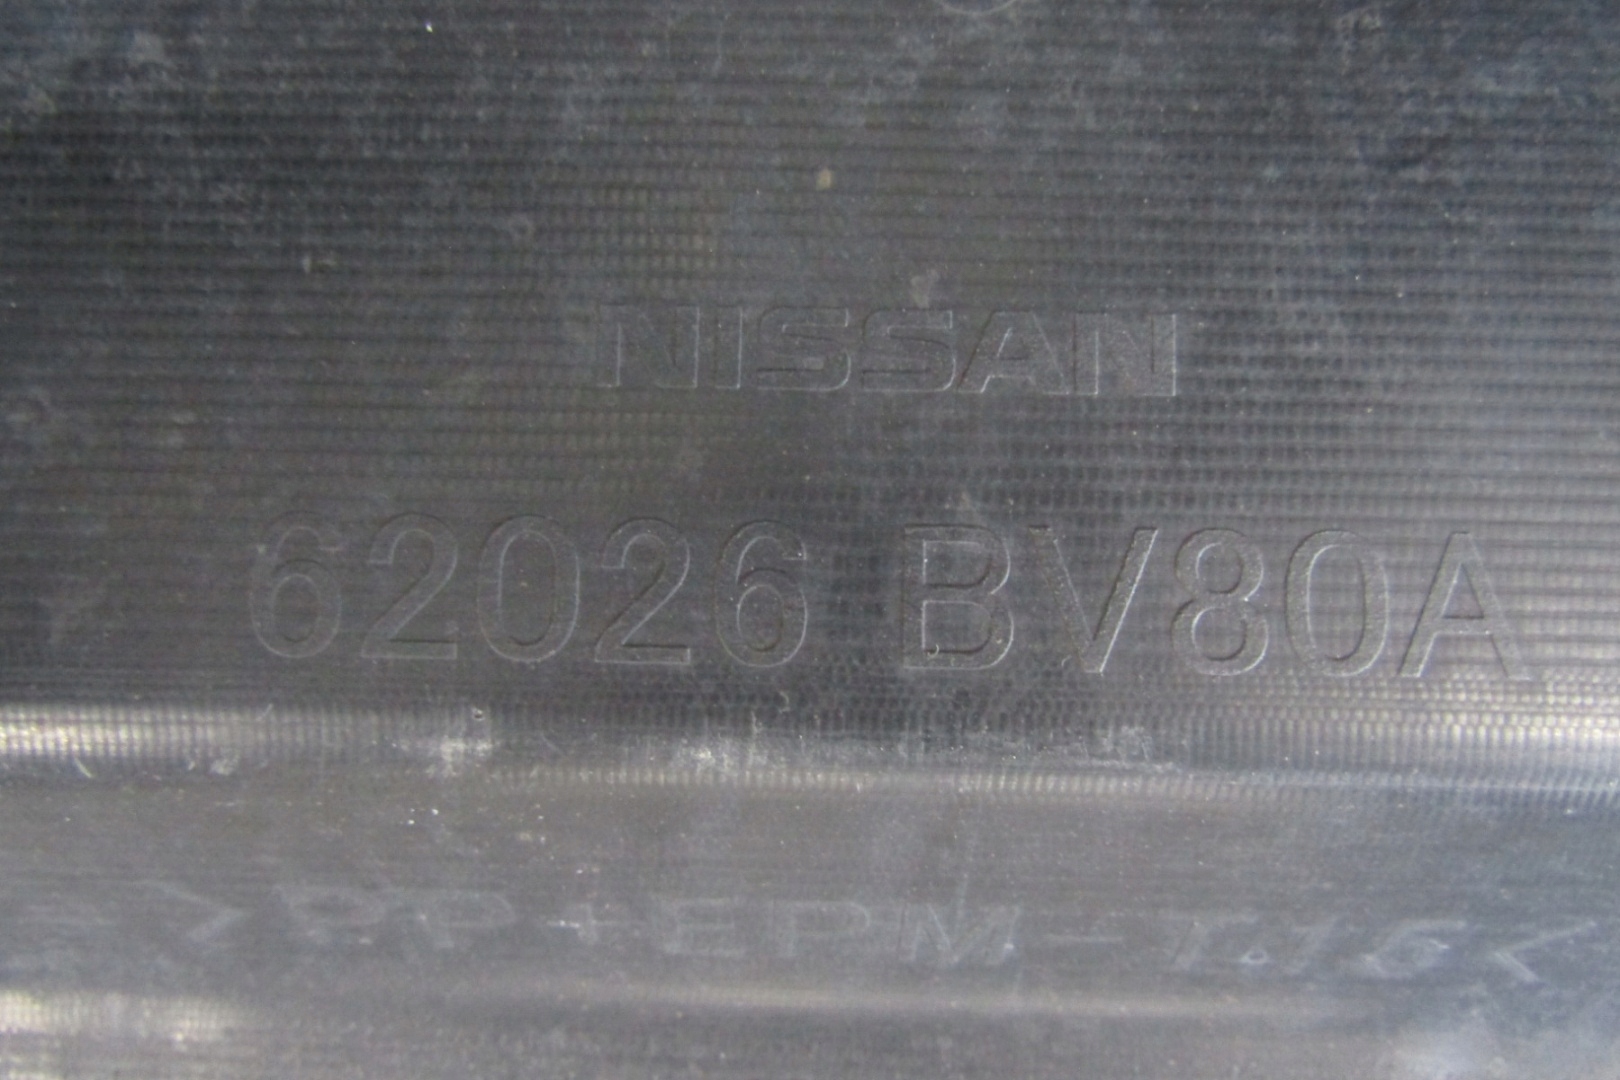 NISSAN
62026 BV80A
>PP+EPM-T16<